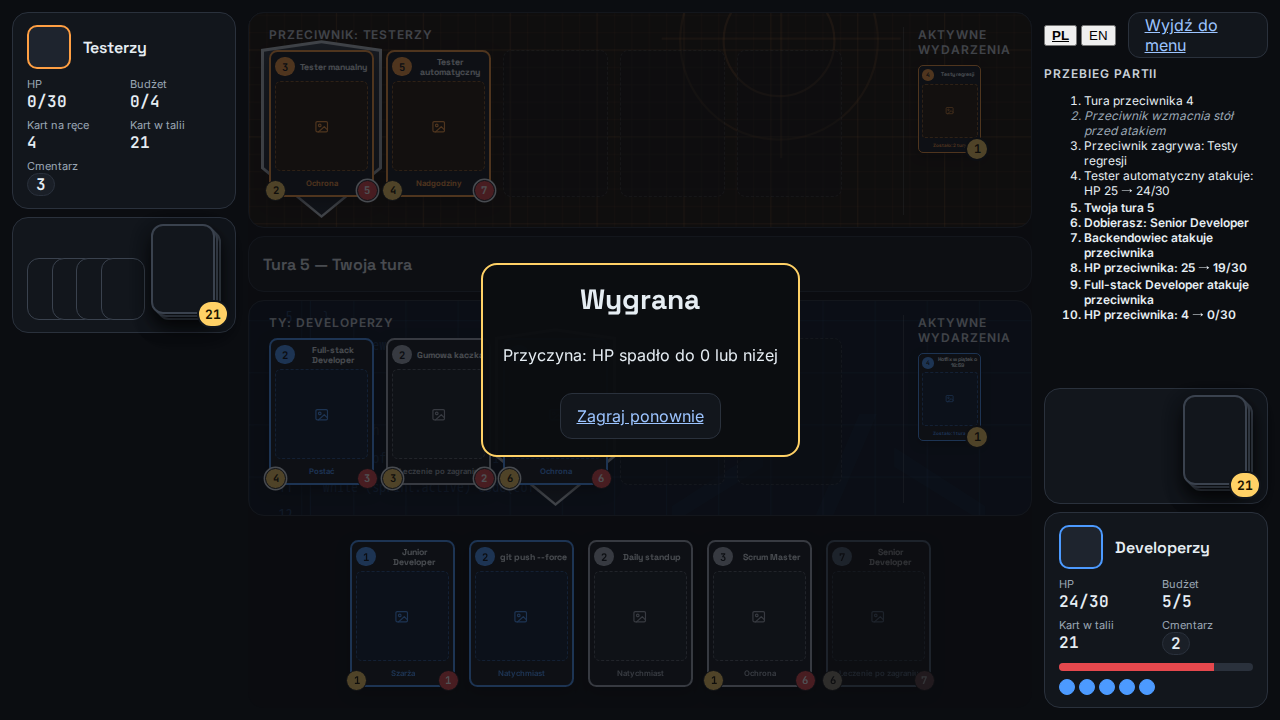 Testerzy
HP
0/30
Budżet
0/4
Kart na ręce
4
Kart w talii
21
Cmentarz
3
21
PRZECIWNIK: TESTERZY
3
Tester manualny
Ochrona
2
5
5
Tester
automatyczny
Nadgodziny
4
7
AKTYWNE
WYDARZENIA
4
Testy regresji
1
Tura 5 — Twoja tura
TY: DEVELOPERZY
2
Full-stack
Developer
Postać
4
3
2
Gumowa kaczka
3
2
Ochrona
6
6
AKTYWNE
WYDARZENIA
1
Wygrana
Przyczyna: HP spadło do 0 lub niżej
Zagraj ponownie
1
Junior
Developer
Szarża
1
1
2
git push --force
Natychmiast
2
Daily standup
Natychmiast
3
Scrum Master
Ochrona
1
6
7
Senior
Developer
6
7
PL
EN
Wyjdź do
menu
PRZEBIEG PARTII
1. Tura przeciwnika 4
2. Przeciwnik wzmacnia stół
przed atakiem
3. Przeciwnik zagrywa: Testy
regresji
4. Tester automatyczny atakuje:
HP 25 → 24/30
5. Twoja tura 5
6. Dobierasz: Senior Developer
7. Backendowiec atakuje
przeciwnika
8. HP przeciwnika: 25 → 19/30
9. Full-stack Developer atakuje
przeciwnika
10. HP przeciwnika: 4 → 0/30
21
Developerzy
HP
24/30
Budżet
5/5
Kart w talii
21
Cmentarz
2